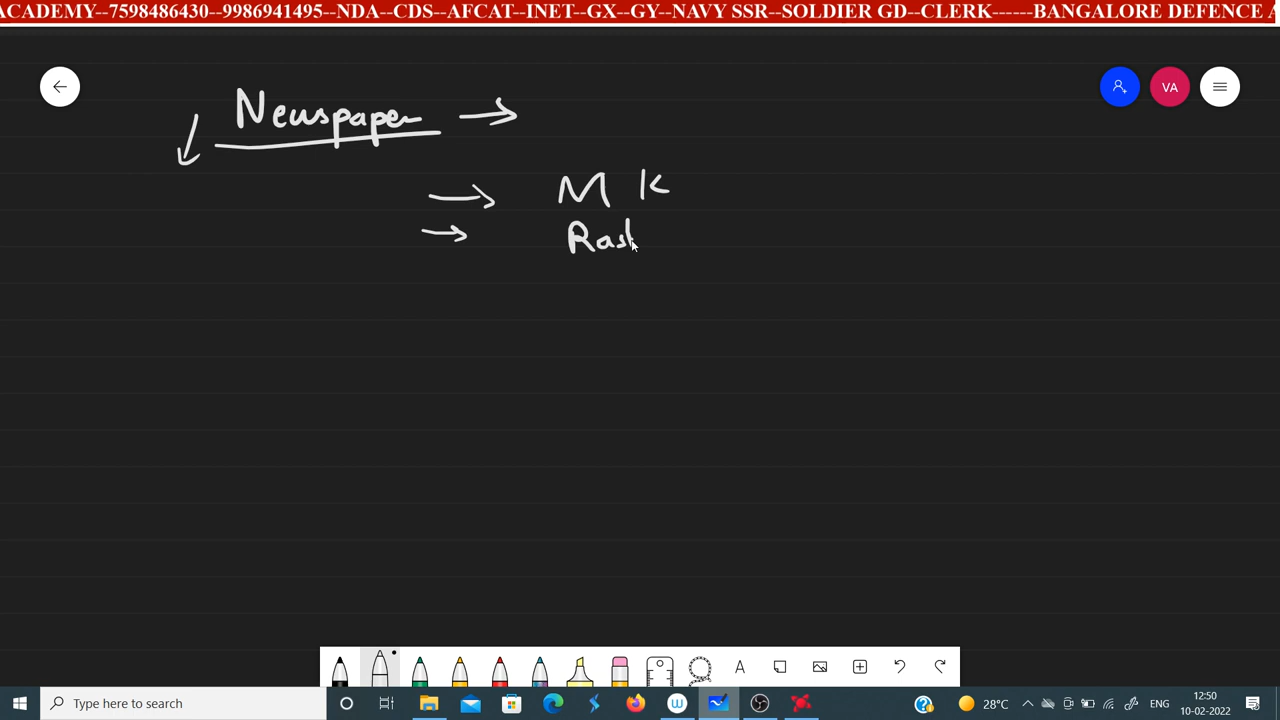 ACADEMY--7598486430--9986941495--NDA--CDS--AFCAT--INET--GX--GY--NAVY SSR--SOLDIER GD--CLERK------BANGALORE DEFENCE A
VA
Newspaper →
→ M K
→ Ras
A
Type here to search
28°C
ENG
12:50
10-02-2022